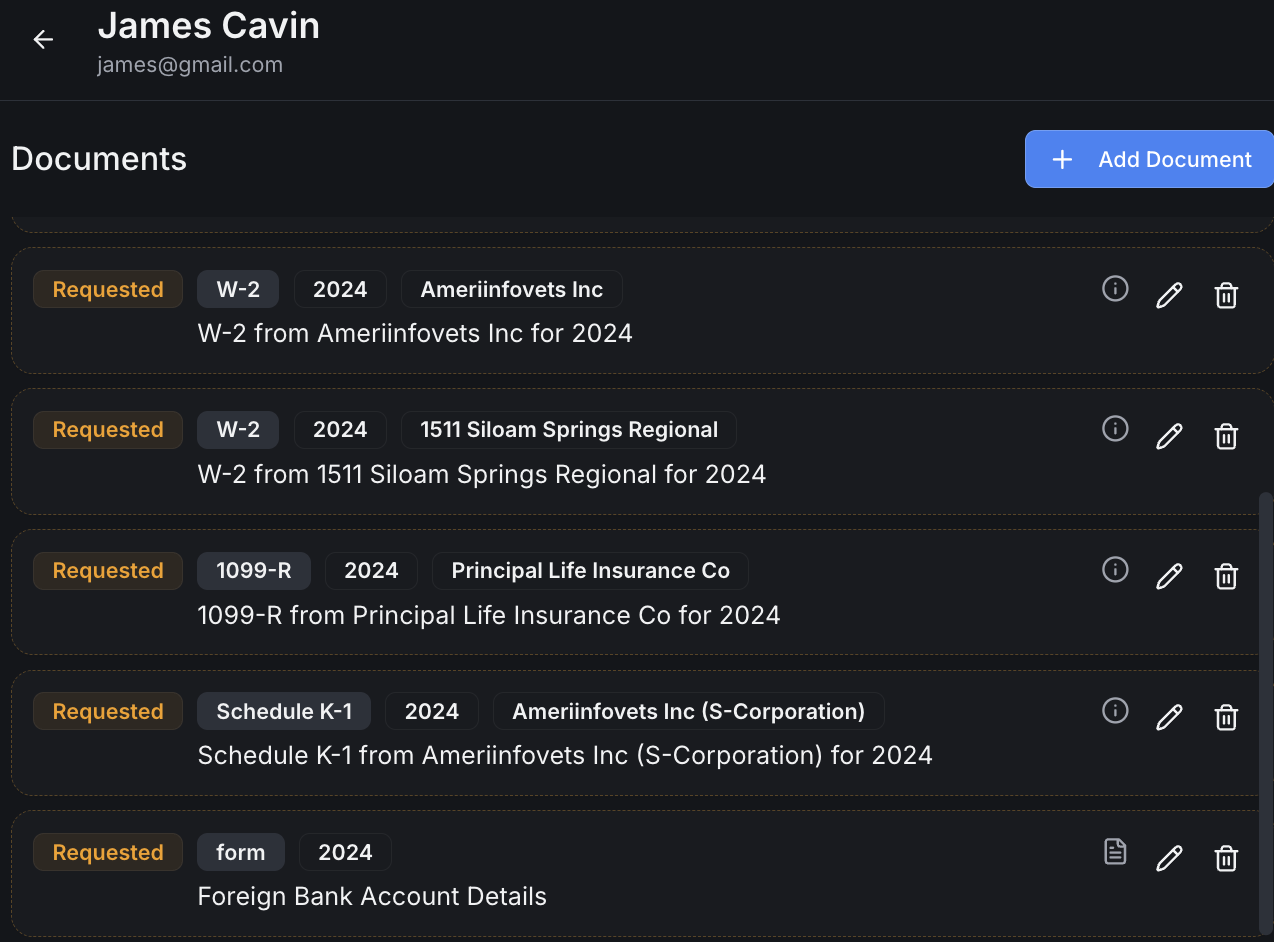 James Cavin
james@gmail.com
Documents
Add Document
Requested W-2 2024 Ameriinfovets Inc
W-2 from Ameriinfovets Inc for 2024
Requested W-2 2024 1511 Siloam Springs Regional
W-2 from 1511 Siloam Springs Regional for 2024
Requested 1099-R 2024 Principal Life Insurance Co
1099-R from Principal Life Insurance Co for 2024
Requested Schedule K-1 2024 Ameriinfovets Inc (S-Corporation)
Schedule K-1 from Ameriinfovets Inc (S-Corporation) for 2024
Requested form 2024
Foreign Bank Account Details